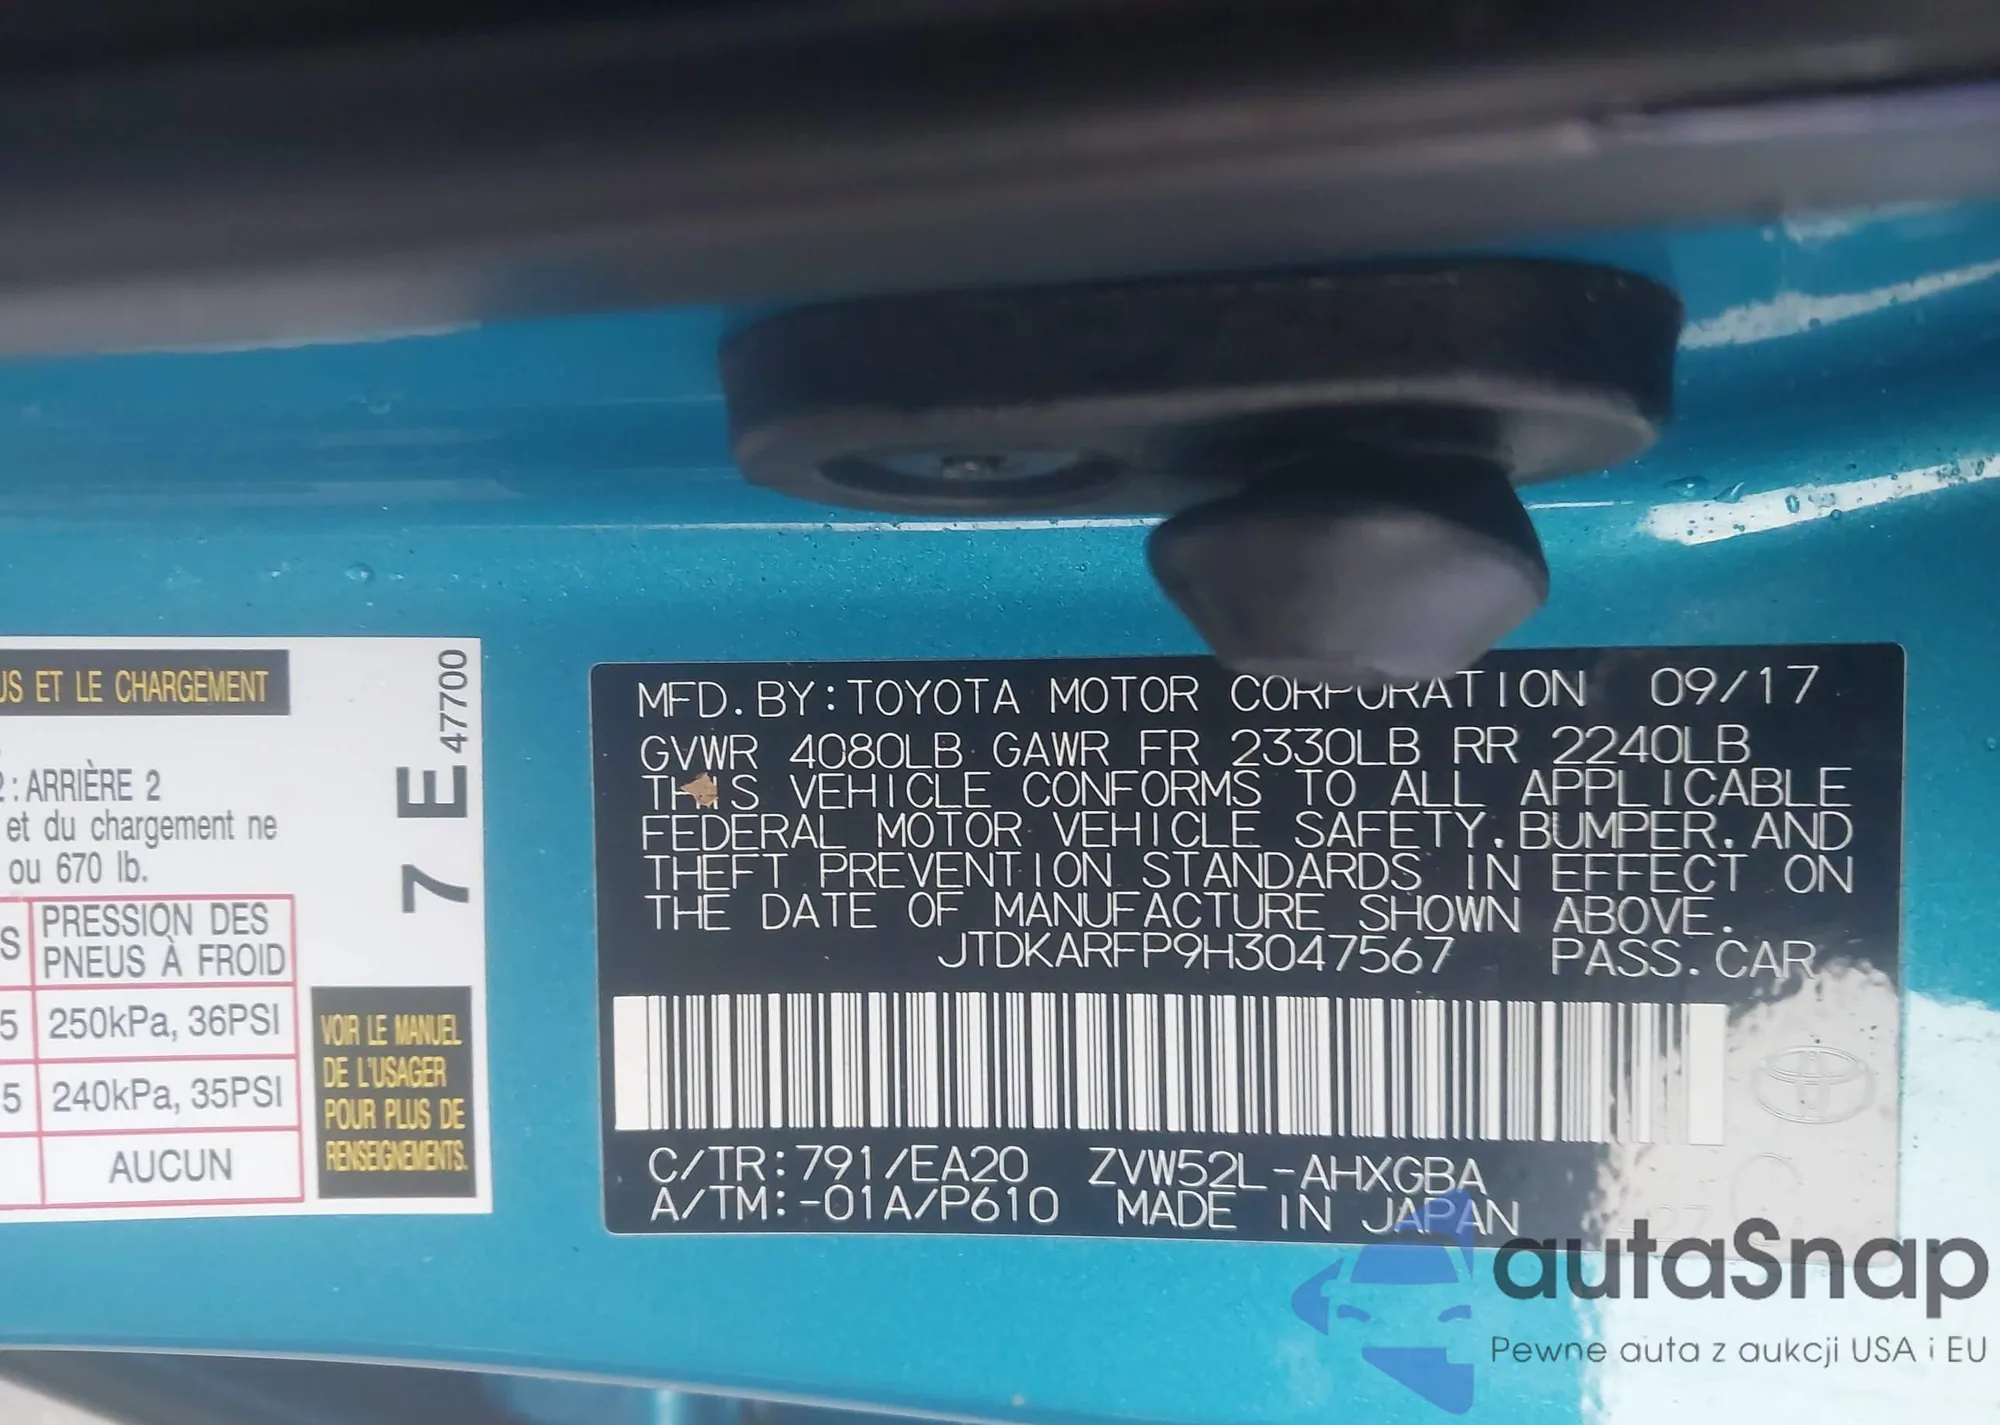 US ET LE CHARGEMENT
2 : ARRIÈRE 2
et du chargement ne
ou 670 lb.
S PRESSION DES
PNEUS À FROID
5 250kPa, 36PSI
5 240kPa, 35PSI
AUCUN
7 E 47700
VOIR LE MANUEL
DE L'USAGER
POUR PLUS DE
RENSEIGNEMENTS.
MFD. BY: TOYOTA MOTOR CORPORATION 09/17
GVWR 4080LB GAWR FR 2330LB RR 2240LB
THIS VEHICLE CONFORMS TO ALL APPLICABLE
FEDERAL MOTOR VEHICLE SAFETY, BUMPER, AND
THEFT PREVENTION STANDARDS IN EFFECT ON
THE DATE OF MANUFACTURE SHOWN ABOVE.
JTDKARFP9H3047567 PASS. CAR
C/TR: 791/EA20 ZVW52L-AHXGBA
A/TM: -01A/P610 MADE IN JAPAN
autaSnap
Pewne auta z aukcji USA i EU